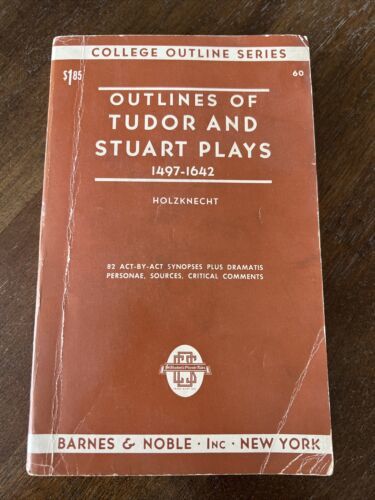 COLLEGE OUTLINE SERIES
$1.85
60
OUTLINES OF
TUDOR AND
STUART PLAYS
1497-1642
HOLZKNECHT
82 ACT-BY-ACT SYNOPSES PLUS DRAMATIS
PERSONAE, SOURCES, CRITICAL COMMENTS
BARNES & NOBLE · INC · NEW YORK